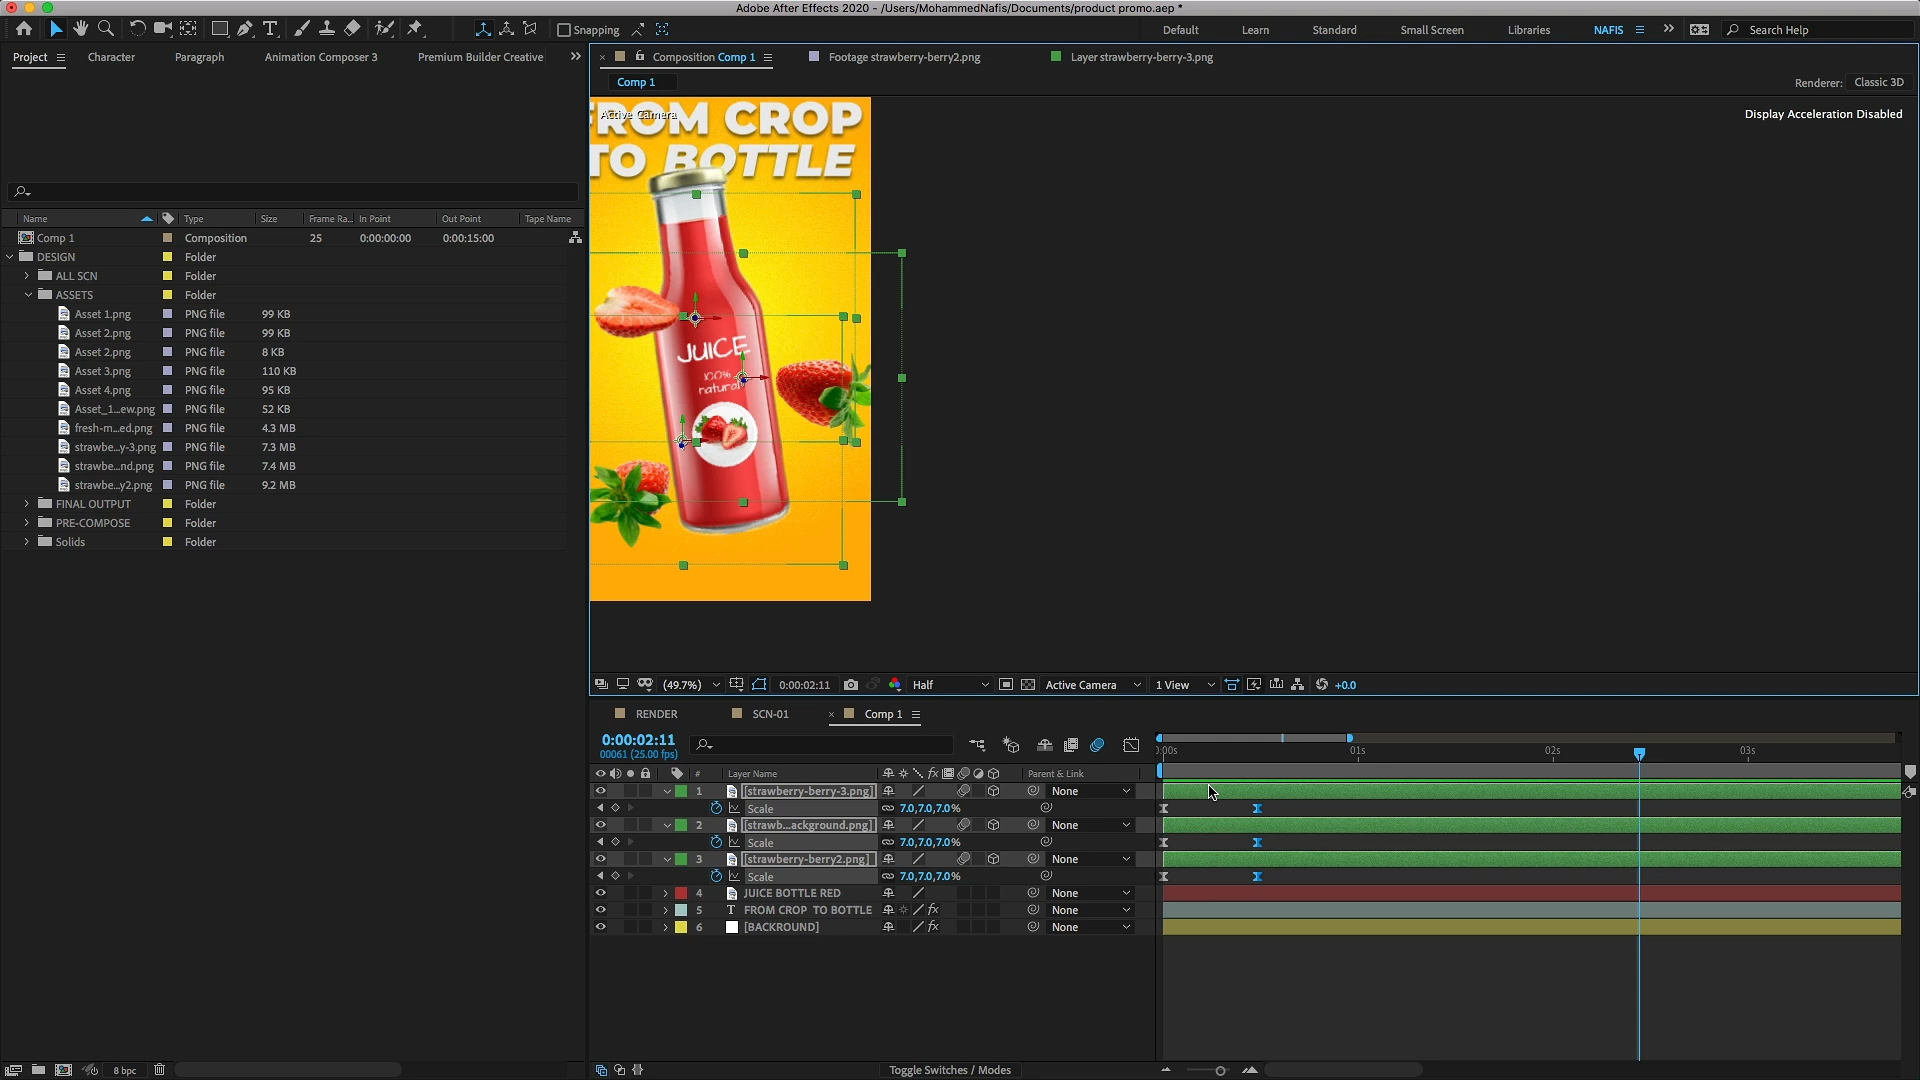 Adobe After Effects 2020 - /Users/MohammedNafis/Documents/product promo.aep *
Snapping
Default
Learn
Standard
Small Screen
Libraries
NAFIS
Search Help
Project
Character
Paragraph
Animation Composer 3
Premium Builder Creative
Composition Comp 1
Footage strawberry-berry2.png
Layer strawberry-berry-3.png
Comp 1
Renderer:
Classic 3D
Active Camera
Display Acceleration Disabled
FROM CROP
TO BOTTLE
JUICE
100%
natural
Name
Type
Size
Frame Ra...
In Point
Out Point
Tape Name
Comp 1 Composition 25 0:00:00:00 0:00:15:00
DESIGN Folder
ALL SCN Folder
ASSETS Folder
Asset 1.png PNG file 99 KB
Asset 2.png PNG file 99 KB
Asset 2.png PNG file 8 KB
Asset 3.png PNG file 110 KB
Asset 4.png PNG file 95 KB
Asset_1...ew.png PNG file 52 KB
fresh-m...ed.png PNG file 4.3 MB
strawbe...y-3.png PNG file 7.3 MB
strawbe...nd.png PNG file 7.4 MB
strawbe...y2.png PNG file 9.2 MB
FINAL OUTPUT Folder
PRE-COMPOSE Folder
Solids Folder
(49.7%)
0:00:02:11
Half
Active Camera
1 View
+0.0
RENDER
SCN-01
Comp 1
0:00:02:11
00061 (25.00 fps)
):00s
01s
02s
03s
#
Layer Name
fx
Parent & Link
1 [strawberry-berry-3.png] None
Scale 7.0,7.0,7.0%
2 [strawb...ackground.png] None
Scale 7.0,7.0,7.0%
3 [strawberry-berry2.png] None
Scale 7.0,7.0,7.0%
4 JUICE BOTTLE RED None
5 T FROM CROP TO BOTTLE fx None
6 [BACKROUND] fx None
8 bpc
Toggle Switches / Modes